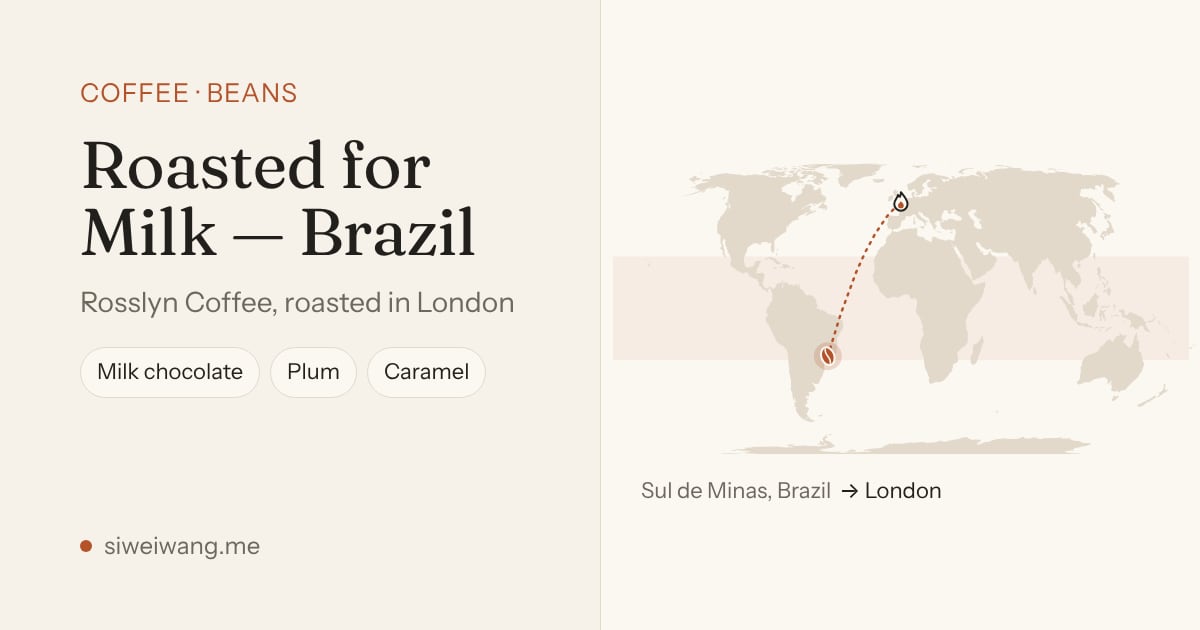 COFFEE · BEANS
Roasted for
Milk — Brazil
Rosslyn Coffee, roasted in London
Milk chocolate
Plum
Caramel
siweiwang.me
Sul de Minas, Brazil → London